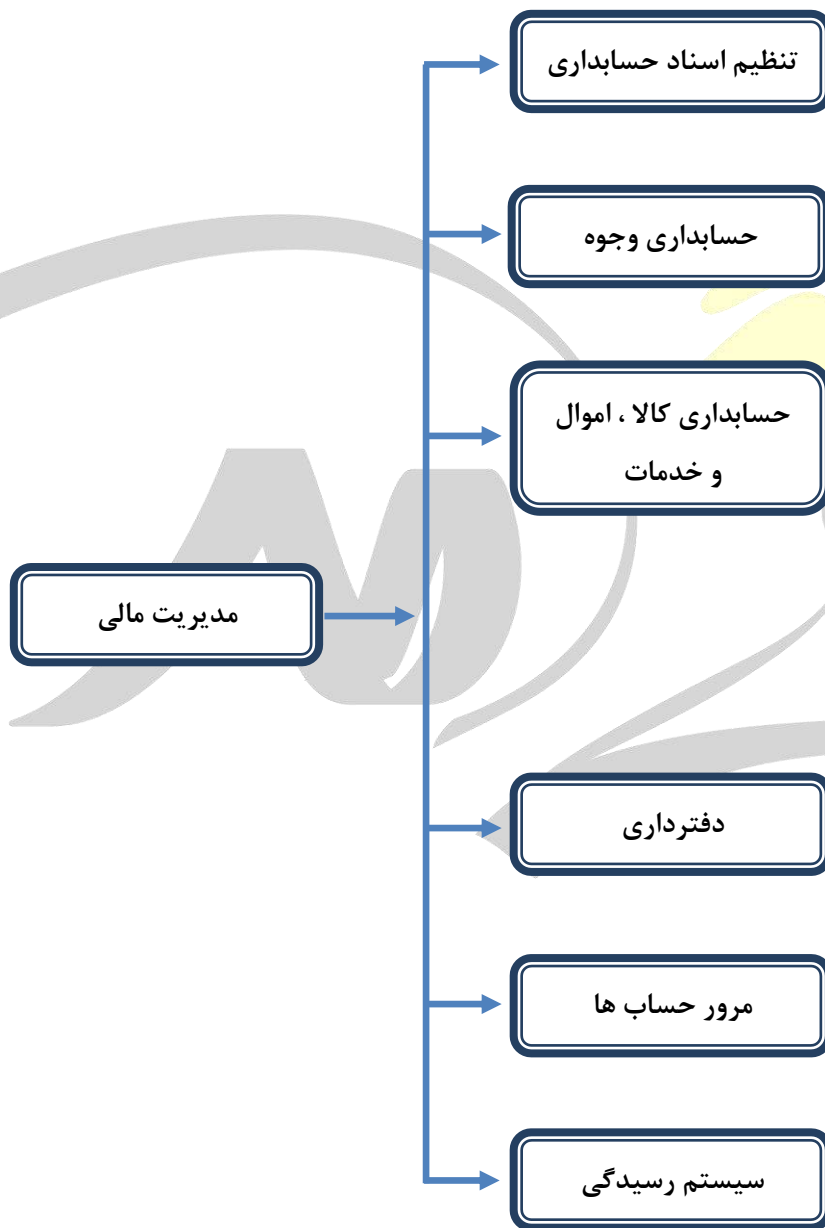 تنظیم اسناد حسابداری
حسابداری وجوه
حسابداری کالا ، اموال
و خدمات
مدیریت مالی
دفترداری
مرور حساب ها
سیستم رسیدگی